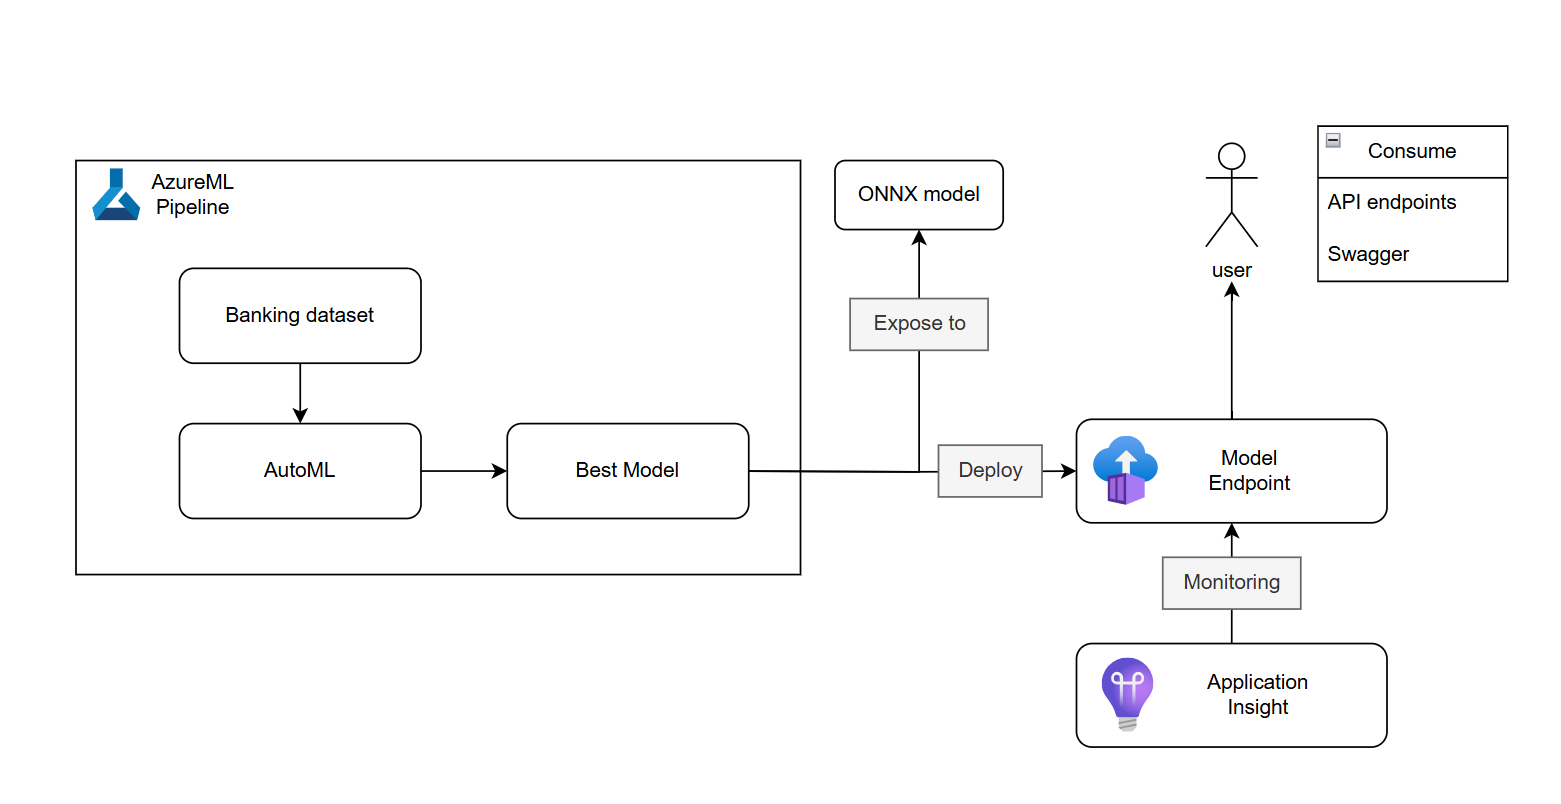 AzureML
Pipeline
Banking dataset
AutoML
Best Model
ONNX model
Expose to
Deploy
user
Consume
API endpoints
Swagger
Model
Endpoint
Monitoring
Application
Insight